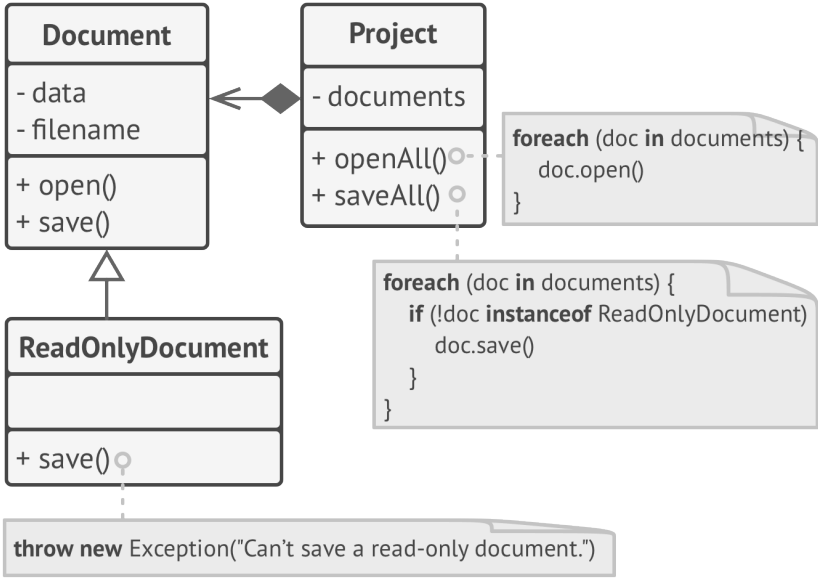 Document
- data
- filename
+ open()
+ save()
Project
- documents
+ openAll()
+ saveAll()
foreach (doc in documents) {
doc.open()
}
foreach (doc in documents) {
if (!doc instanceof ReadOnlyDocument)
doc.save()
}
}
ReadOnlyDocument
+ save()
throw new Exception("Can’t save a read-only document.")